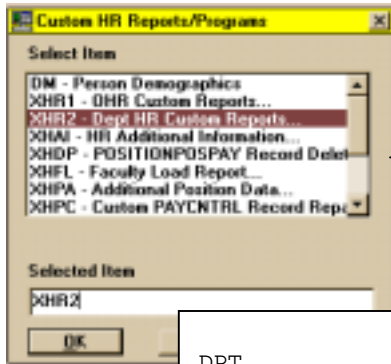 Custom HR Reports/Programs
Select Item
DM - Person Demographics
XHR1 - OHR Custom Reports...
XHR2 - Dept HR Custom Reports...
XHAI - HR Additional Information...
XHDP - POSITIONPOSPAY Record Delet
XHFL - Faculty Load Report...
XHPA - Additional Position Data...
XHPC - Custom PAYCNTRL Record Repo
Selected Item
XHR2
OK
DPT